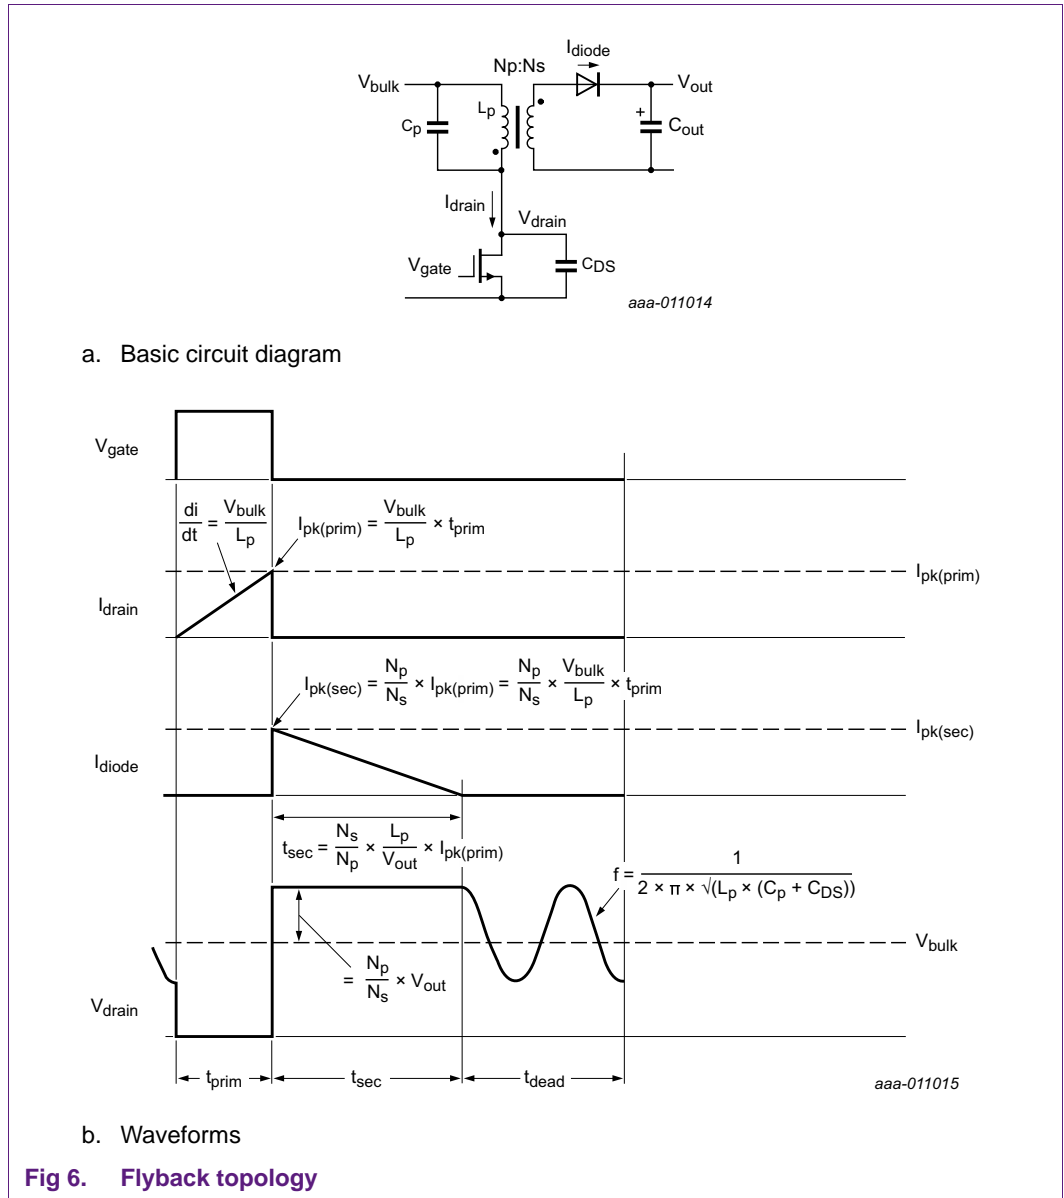 Idiode
Np:Ns
Vbulk
Vout
Lp
Cp
+
Cout
Idrain
Vdrain
Vgate
CDS
aaa-011014
a. Basic circuit diagram
Vgate
di/dt = Vbulk/Lp
Ipk(prim) = Vbulk/Lp × tprim
Ipk(prim)
Idrain
Ipk(sec) = Np/Ns × Ipk(prim) = Np/Ns × Vbulk/Lp × tprim
Ipk(sec)
Idiode
tsec = Ns/Np × Lp/Vout × Ipk(prim)
f = 1/2 × π × √(Lp × (Cp + CDS))
Vbulk
= Np/Ns × Vout
Vdrain
tprim
tsec
tdead
aaa-011015
b. Waveforms
Fig 6. Flyback topology